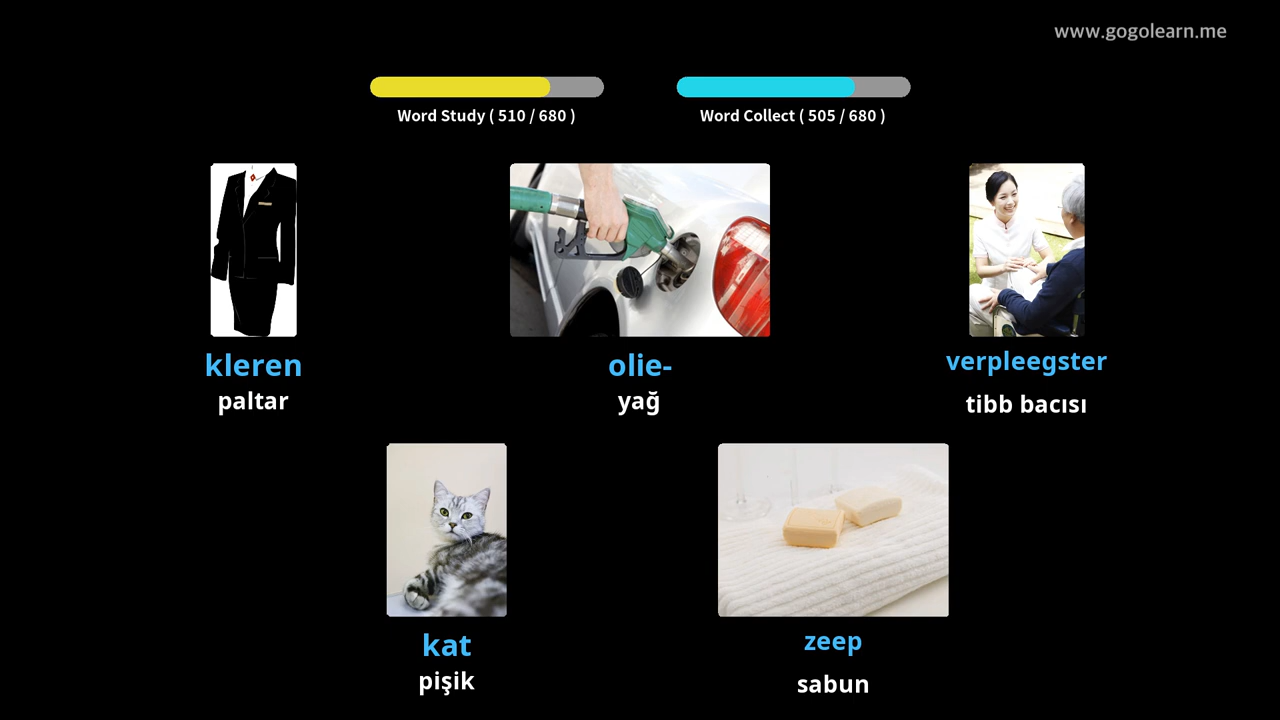 www.gogolearn.me
Word Study ( 510 / 680 )
Word Collect ( 505 / 680 )
kleren
paltar
olie-
yağ
verpleegster
tibb bacısı
kat
pişik
zeep
sabun